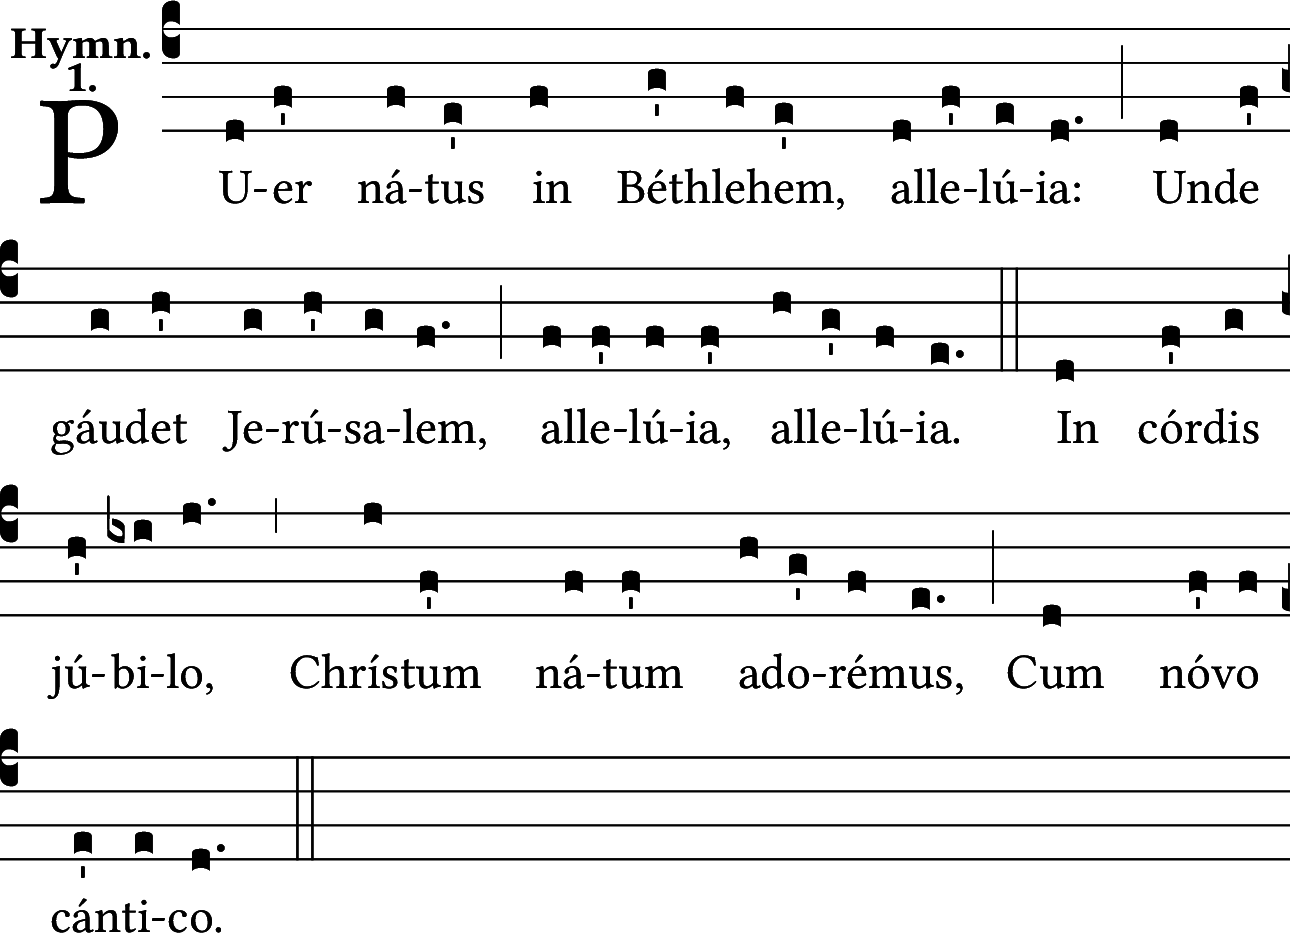 Hymn.
1.
PU-er ná-tus in Béthlehem, alle-lú-ia: Unde
gáudet Je-rú-sa-lem, alle-lú-ia, alle-lú-ia. In córdis
jú-bi-lo, Chrístum ná-tum ado-rémus, Cum nóvo
cánti-co.